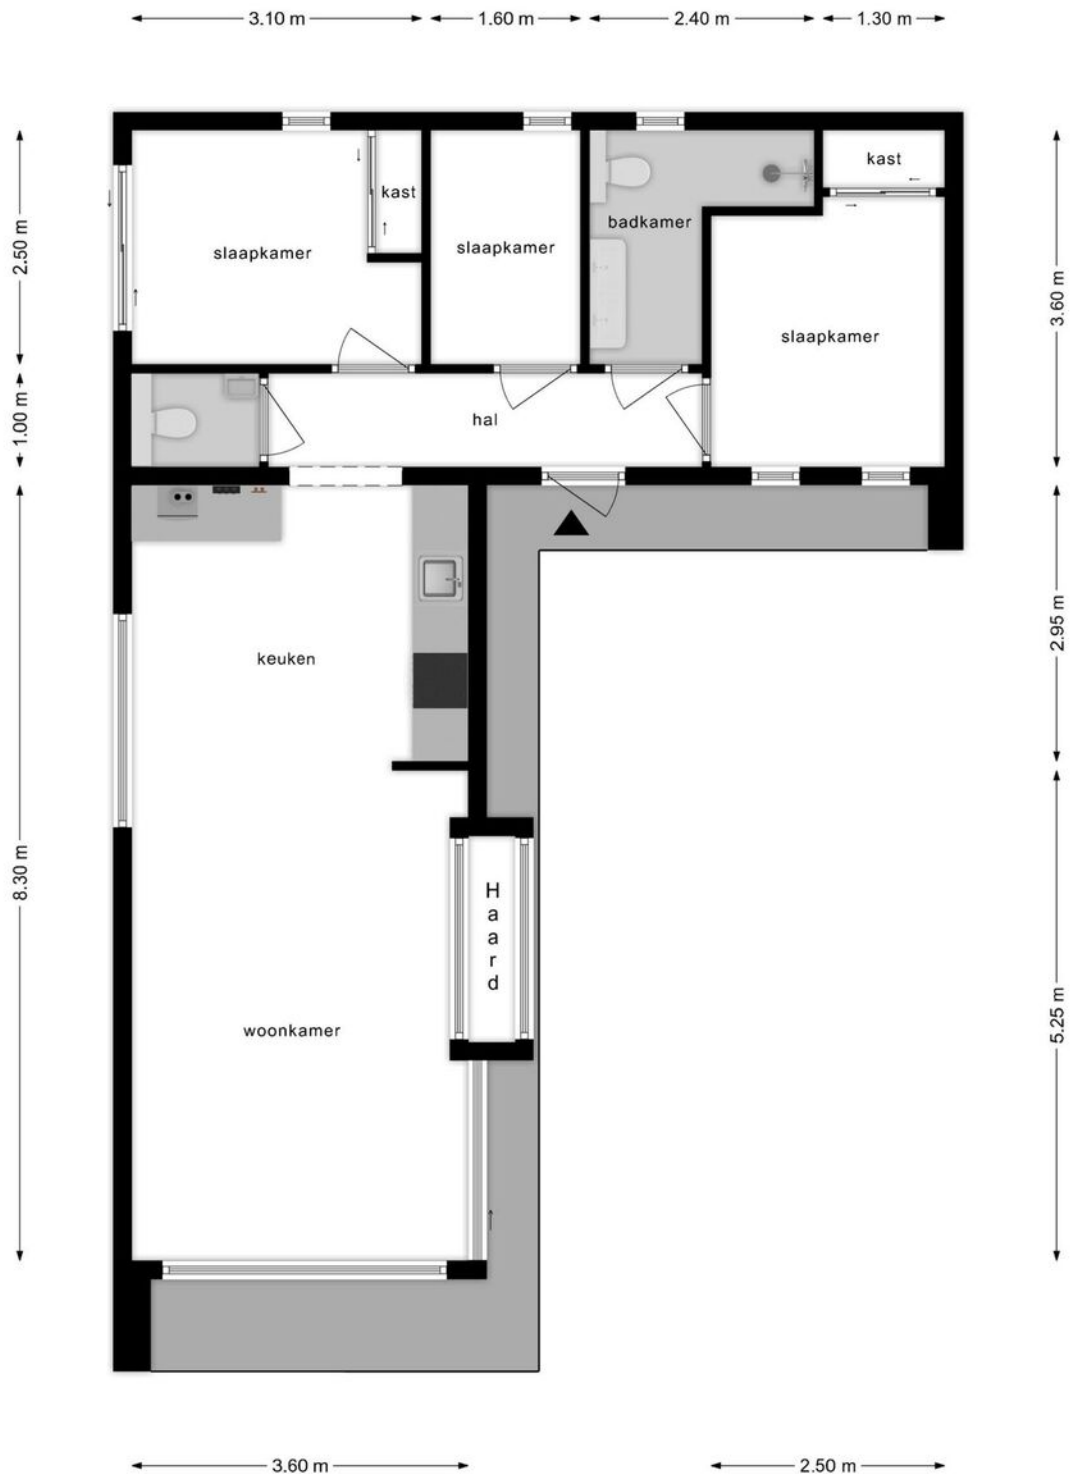 3.10 m
1.60 m
2.40 m
1.30 m
kast
kast
badkamer
slaapkamer
slaapkamer
2.50 m
3.60 m
slaapkamer
1.00 m
hal
keuken
2.95 m
8.30 m
Haard
5.25 m
woonkamer
3.60 m
2.50 m